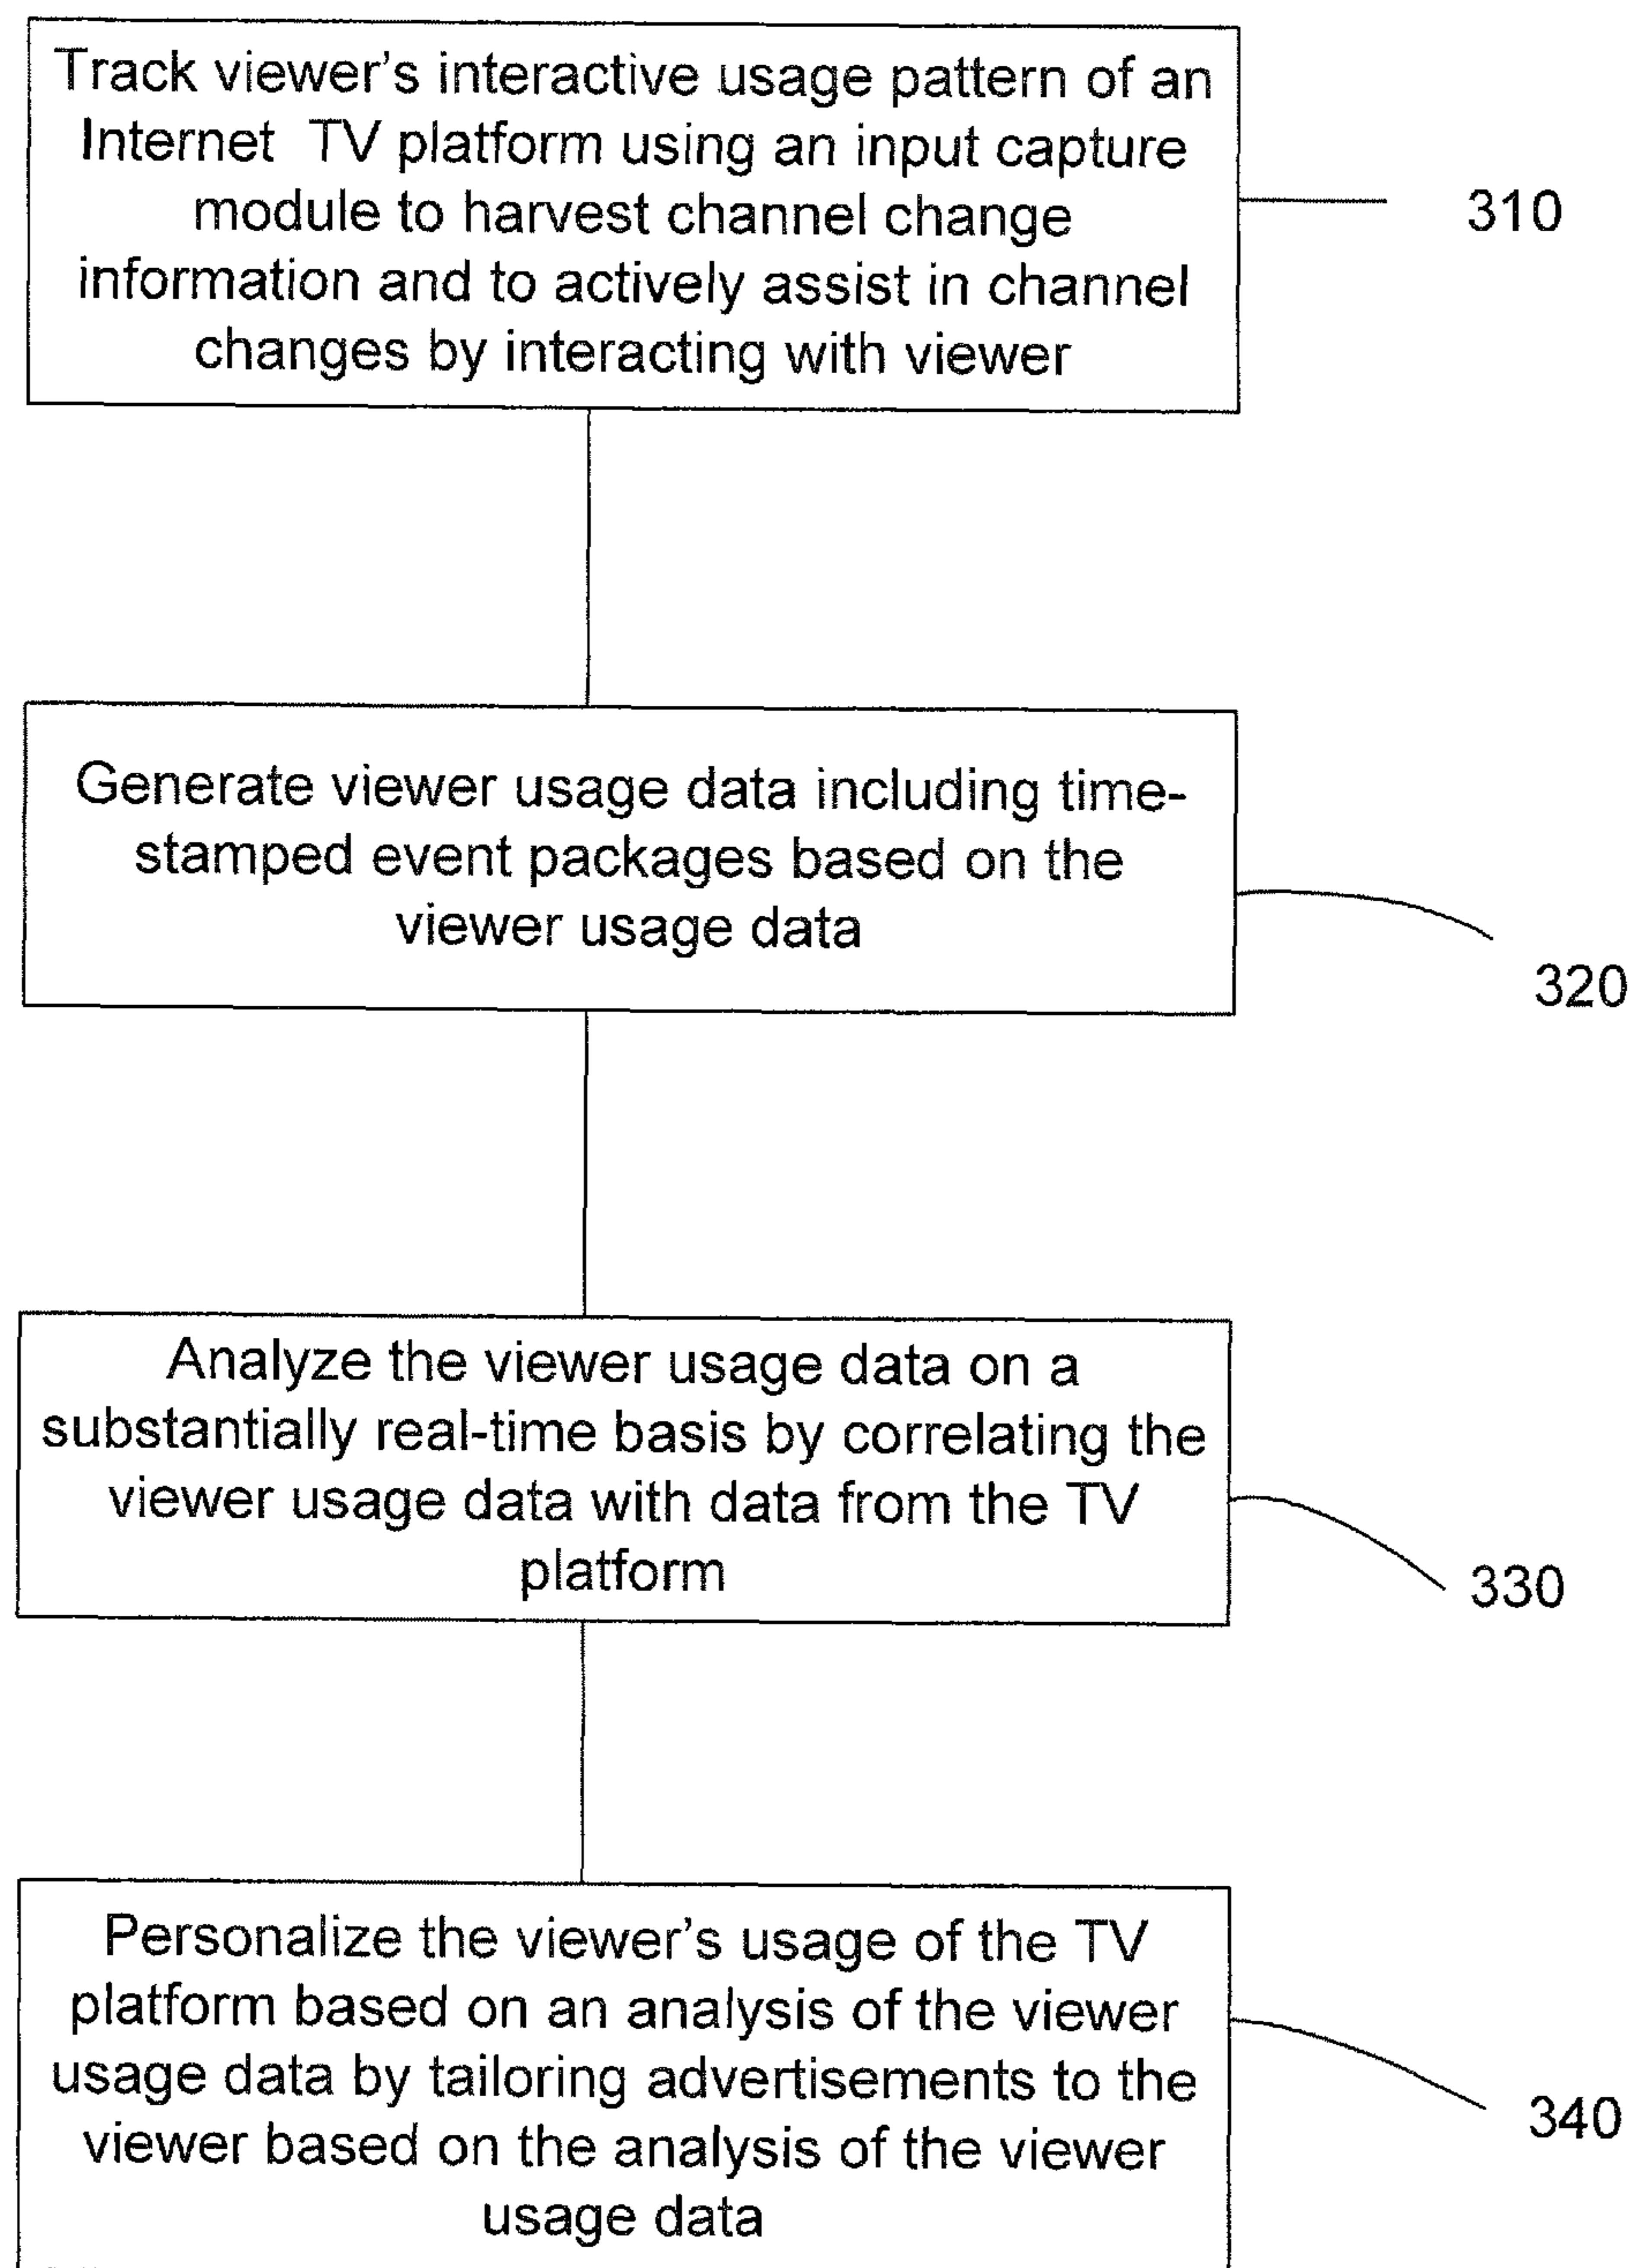 Track viewer's interactive usage pattern of an
Internet TV platform using an input capture
module to harvest channel change
information and to actively assist in channel
changes by interacting with viewer
310
Generate viewer usage data including time-
stamped event packages based on the
viewer usage data
320
Analyze the viewer usage data on a
substantially real-time basis by correlating the
viewer usage data with data from the TV
platform
330
Personalize the viewer's usage of the TV
platform based on an analysis of the viewer
usage data by tailoring advertisements to the
viewer based on the analysis of the viewer
usage data
340